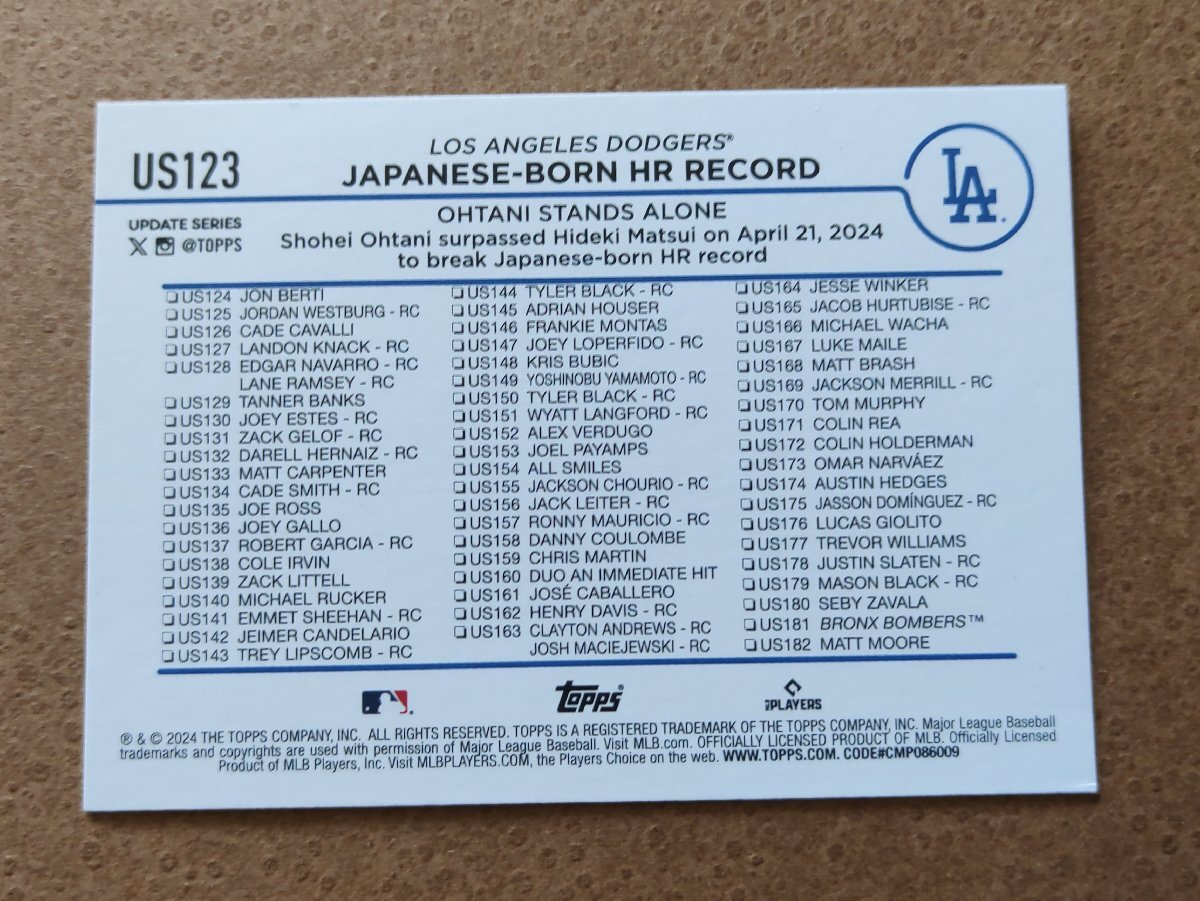 US123
LOS ANGELES DODGERS®
JAPANESE-BORN HR RECORD
LA
UPDATE SERIES
X @TOPPS
OHTANI STANDS ALONE
Shohei Ohtani surpassed Hideki Matsui on April 21, 2024
to break Japanese-born HR record
US124 JON BERTI
US125 JORDAN WESTBURG - RC
US126 CADE CAVALLI
US127 LANDON KNACK - RC
US128 EDGAR NAVARRO - RC
LANE RAMSEY - RC
US129 TANNER BANKS
US130 JOEY ESTES - RC
US131 ZACK GELOF - RC
US132 DARELL HERNAIZ - RC
US133 MATT CARPENTER
US134 CADE SMITH - RC
US135 JOE ROSS
US136 JOEY GALLO
US137 ROBERT GARCIA - RC
US138 COLE IRVIN
US139 ZACK LITTELL
US140 MICHAEL RUCKER
US141 EMMET SHEEHAN - RC
US142 JEIMER CANDELARIO
US143 TREY LIPSCOMB - RC
US144 TYLER BLACK - RC
US145 ADRIAN HOUSER
US146 FRANKIE MONTAS
US147 JOEY LOPERFIDO - RC
US148 KRIS BUBIC
US149 YOSHINOBU YAMAMOTO - RC
US150 TYLER BLACK - RC
US151 WYATT LANGFORD - RC
US152 ALEX VERDUGO
US153 JOEL PAYAMPS
US154 ALL SMILES
US155 JACKSON CHOURIO - RC
US156 JACK LEITER - RC
US157 RONNY MAURICIO - RC
US158 DANNY COULOMBE
US159 CHRIS MARTIN
US160 DUO AN IMMEDIATE HIT
US161 JOSÉ CABALLERO
US162 HENRY DAVIS - RC
US163 CLAYTON ANDREWS - RC
JOSH MACIEJEWSKI - RC
US164 JESSE WINKER
US165 JACOB HURTUBISE - RC
US166 MICHAEL WACHA
US167 LUKE MAILE
US168 MATT BRASH
US169 JACKSON MERRILL - RC
US170 TOM MURPHY
US171 COLIN REA
US172 COLIN HOLDERMAN
US173 OMAR NARVÁEZ
US174 AUSTIN HEDGES
US175 JASSON DOMÍNGUEZ - RC
US176 LUCAS GIOLITO
US177 TREVOR WILLIAMS
US178 JUSTIN SLATEN - RC
US179 MASON BLACK - RC
US180 SEBY ZAVALA
US181 BRONX BOMBERS™
US182 MATT MOORE
Topps®
PLAYERS
® & © 2024 THE TOPPS COMPANY, INC. ALL RIGHTS RESERVED. TOPPS IS A REGISTERED TRADEMARK OF THE TOPPS COMPANY, INC. Major League Baseball
trademarks and copyrights are used with permission of Major League Baseball. Visit MLB.com. OFFICIALLY LICENSED PRODUCT OF MLB. Officially Licensed
Product of MLB Players, Inc. Visit MLBPLAYERS.COM, the Players Choice on the web. WWW.TOPPS.COM. CODE#CMP086009